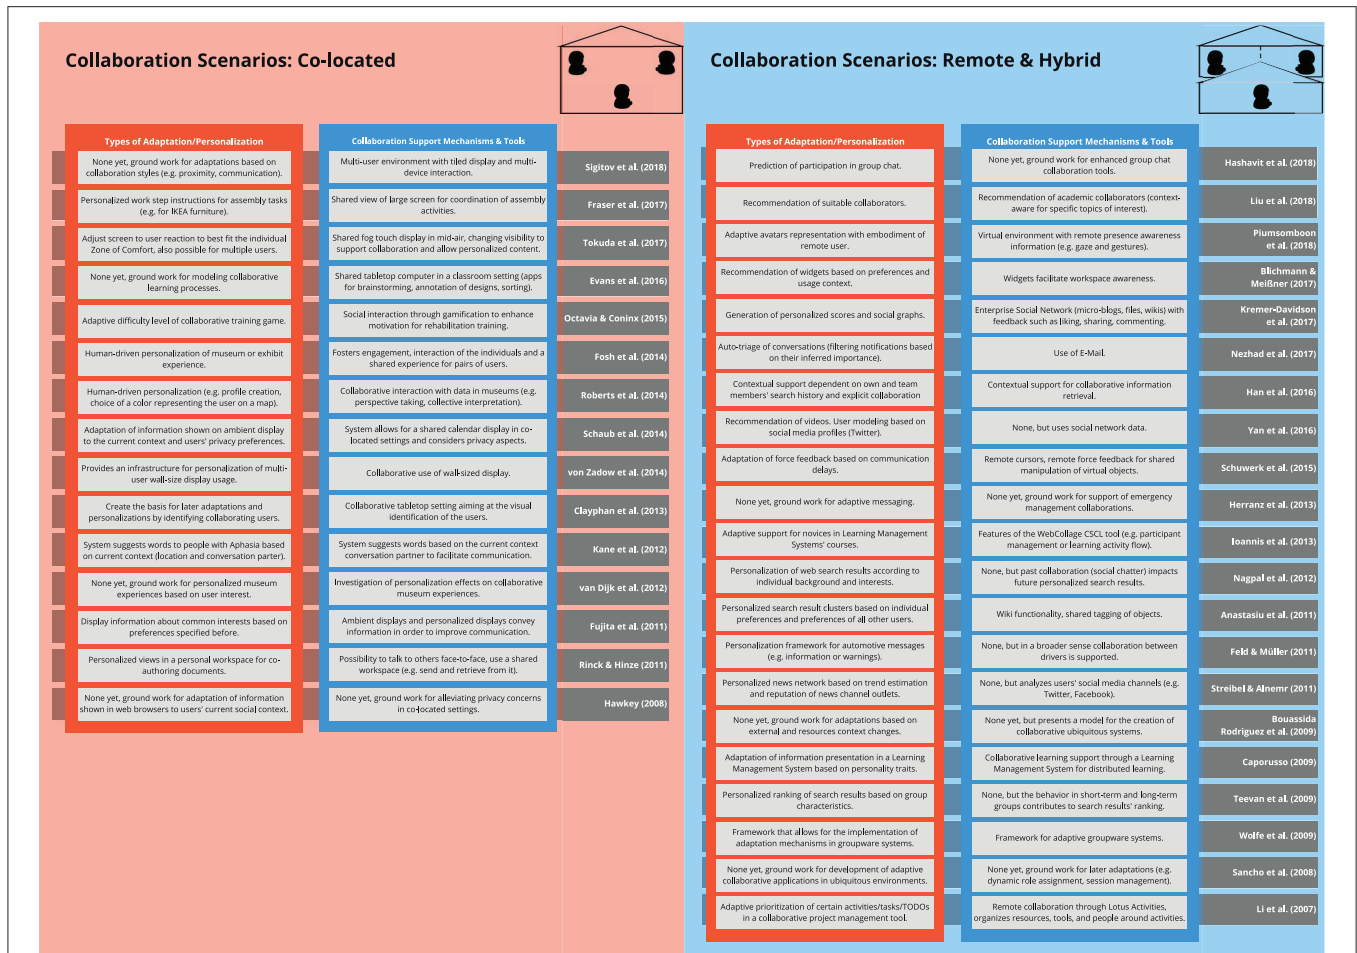 Collaboration Scenarios: Co-located
Types of Adaptation/Personalization
Collaboration Support Mechanisms & Tools
None yet, ground work for adaptations based on
collaboration styles (e.g. proximity, communication).
Multi-user environment with tiled display and multi-
device interaction.
Sigitov et al. (2018)
Personalized work step instructions for assembly tasks
(e.g. for IKEA furniture).
Shared view of large screen for coordination of assembly
activities.
Fraser et al. (2017)
Adjust screen to user reaction to best fit the individual
Zone of Comfort, also possible for multiple users.
Shared fog touch display in mid-air, changing visibility to
support collaboration and allow personalized content.
Tokuda et al. (2017)
None yet, ground work for modeling collaborative
learning processes.
Shared tabletop computer in a classroom setting (apps
for brainstorming, annotation of designs, sorting).
Evans et al. (2016)
Adaptive difficulty level of collaborative training game.
Social interaction through gamification to enhance
motivation for rehabilitation training.
Octavia & Coninx (2015)
Human-driven personalization of museum or exhibit
experience.
Fosters engagement, interaction of the individuals and a
shared experience for pairs of users.
Fosh et al. (2014)
Human-driven personalization (e.g. profile creation,
choice of a color representing the user on a map).
Collaborative interaction with data in museums (e.g.
perspective taking, collective interpretation).
Roberts et al. (2014)
Adaptation of information shown on ambient display
to the current context and users' privacy preferences.
System allows for a shared calendar display in co-
located settings and considers privacy aspects.
Schaub et al. (2014)
Provides an infrastructure for personalization of multi-
user wall-size display usage.
Collaborative use of wall-sized display.
von Zadow et al. (2014)
Create the basis for later adaptations and
personalizations by identifying collaborating users.
Collaborative tabletop setting aiming at the visual
identification of the users.
Clayphan et al. (2013)
System suggests words to people with Aphasia based
on current context (location and conversation parter).
System suggests words based on the current context
conversation partner to facilitate communication.
Kane et al. (2012)
None yet, ground work for personalized museum
experiences based on user interest.
Investigation of personalization effects on collaborative
museum experiences.
van Dijk et al. (2012)
Display information about common interests based on
preferences specified before.
Ambient displays and personalized displays convey
information in order to improve communication.
Fujita et al. (2011)
Personalized views in a personal workspace for co-
authoring documents.
Possibility to talk to others face-to-face, use a shared
workspace (e.g. send and retrieve from it).
Rinck & Hinze (2011)
None yet, ground work for adaptation of information
shown in web browsers to users' current social context.
None yet, ground work for alleviating privacy concerns
in co-located settings.
Hawkey (2008)
Collaboration Scenarios: Remote & Hybrid
Types of Adaptation/Personalization
Collaboration Support Mechanisms & Tools
Prediction of participation in group chat.
None yet, ground work for enhanced group chat
collaboration tools.
Hashavit et al. (2018)
Recommendation of suitable collaborators.
Recommendation of academic collaborators (context-
aware for specific topics of interest).
Liu et al. (2018)
Adaptive avatars representation with embodiment of
remote user.
Virtual environment with remote presence awareness
information (e.g. gaze and gestures).
Piumsomboon
et al. (2018)
Recommendation of widgets based on preferences and
usage context.
Widgets facilitate workspace awareness.
Blichmann &
Meißner (2017)
Generation of personalized scores and social graphs.
Enterprise Social Network (micro-blogs, files, wikis) with
feedback such as liking, sharing, commenting.
Kremer-Davidson
et al. (2017)
Auto-triage of conversations (filtering notifications based
on their inferred importance).
Use of E-Mail.
Nezhad et al. (2017)
Contextual support dependent on own and team
members' search history and explicit collaboration
Contextual support for collaborative information
retrieval.
Han et al. (2016)
Recommendation of videos. User modeling based on
social media profiles (Twitter).
None, but uses social network data.
Yan et al. (2016)
Adaptation of force feedback based on communication
delays.
Remote cursors, remote force feedback for shared
manipulation of virtual objects.
Schuwerk et al. (2015)
None yet, ground work for adaptive messaging.
None yet, ground work for support of emergency
management collaborations.
Herranz et al. (2013)
Adaptive support for novices in Learning Management
Systems' courses.
Features of the WebCollage CSCL tool (e.g. participant
management or learning activity flow).
Ioannis et al. (2013)
Personalization of web search results according to
individual background and interests.
None, but past collaboration (social chatter) impacts
future personalized search results.
Nagpal et al. (2012)
Personalized search result clusters based on individual
preferences and preferences of all other users.
Wiki functionality, shared tagging of objects.
Anastasiu et al. (2011)
Personalization framework for automotive messages
(e.g. information or warnings).
None, but in a broader sense collaboration between
drivers is supported.
Feld & Müller (2011)
Personalized news network based on trend estimation
and reputation of news channel outlets.
None, but analyzes users' social media channels (e.g.
Twitter, Facebook).
Streibel & Alnemr (2011)
None yet, ground work for adaptations based on
external and resources context changes.
None yet, but presents a model for the creation of
collaborative ubiquitous systems.
Bouassida
Rodriguez et al. (2009)
Adaptation of information presentation in a Learning
Management System based on personality traits.
Collaborative learning support through a Learning
Management System for distributed learning.
Caporusso (2009)
Personalized ranking of search results based on group
characteristics.
None, but the behavior in short-term and long-term
groups contributes to search results' ranking.
Teevan et al. (2009)
Framework that allows for the implementation of
adaptation mechanisms in groupware systems.
Framework for adaptive groupware systems.
Wolfe et al. (2009)
None yet, ground work for development of adaptive
collaborative applications in ubiquitous environments.
None yet, ground work for later adaptations (e.g.
dynamic role assignment, session management).
Sancho et al. (2008)
Adaptive prioritization of certain activities/tasks/TODOs
in a collaborative project management tool.
Remote collaboration through Lotus Activities,
organizes resources, tools, and people around activities.
Li et al. (2007)